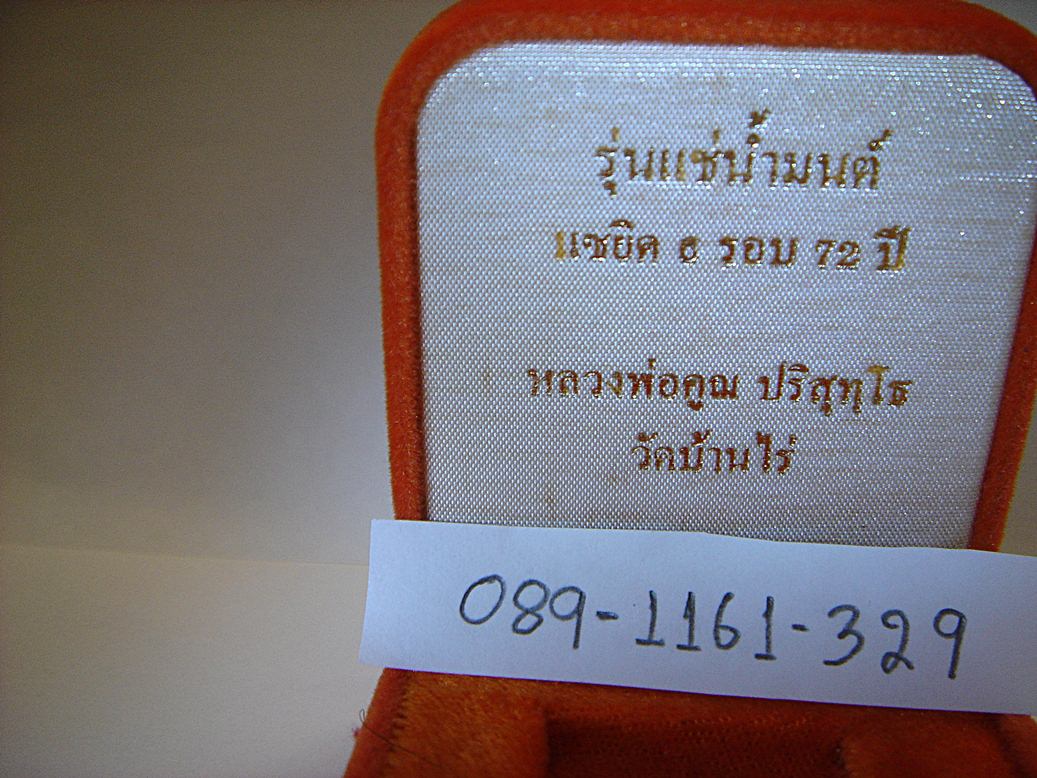 รุ่นแช่น้ำมนต์
แซยิด 6 รอบ 72 ปี
หลวงพ่อคูณ ปริสุทฺโธ
วัดบ้านไร่
089-1161-329